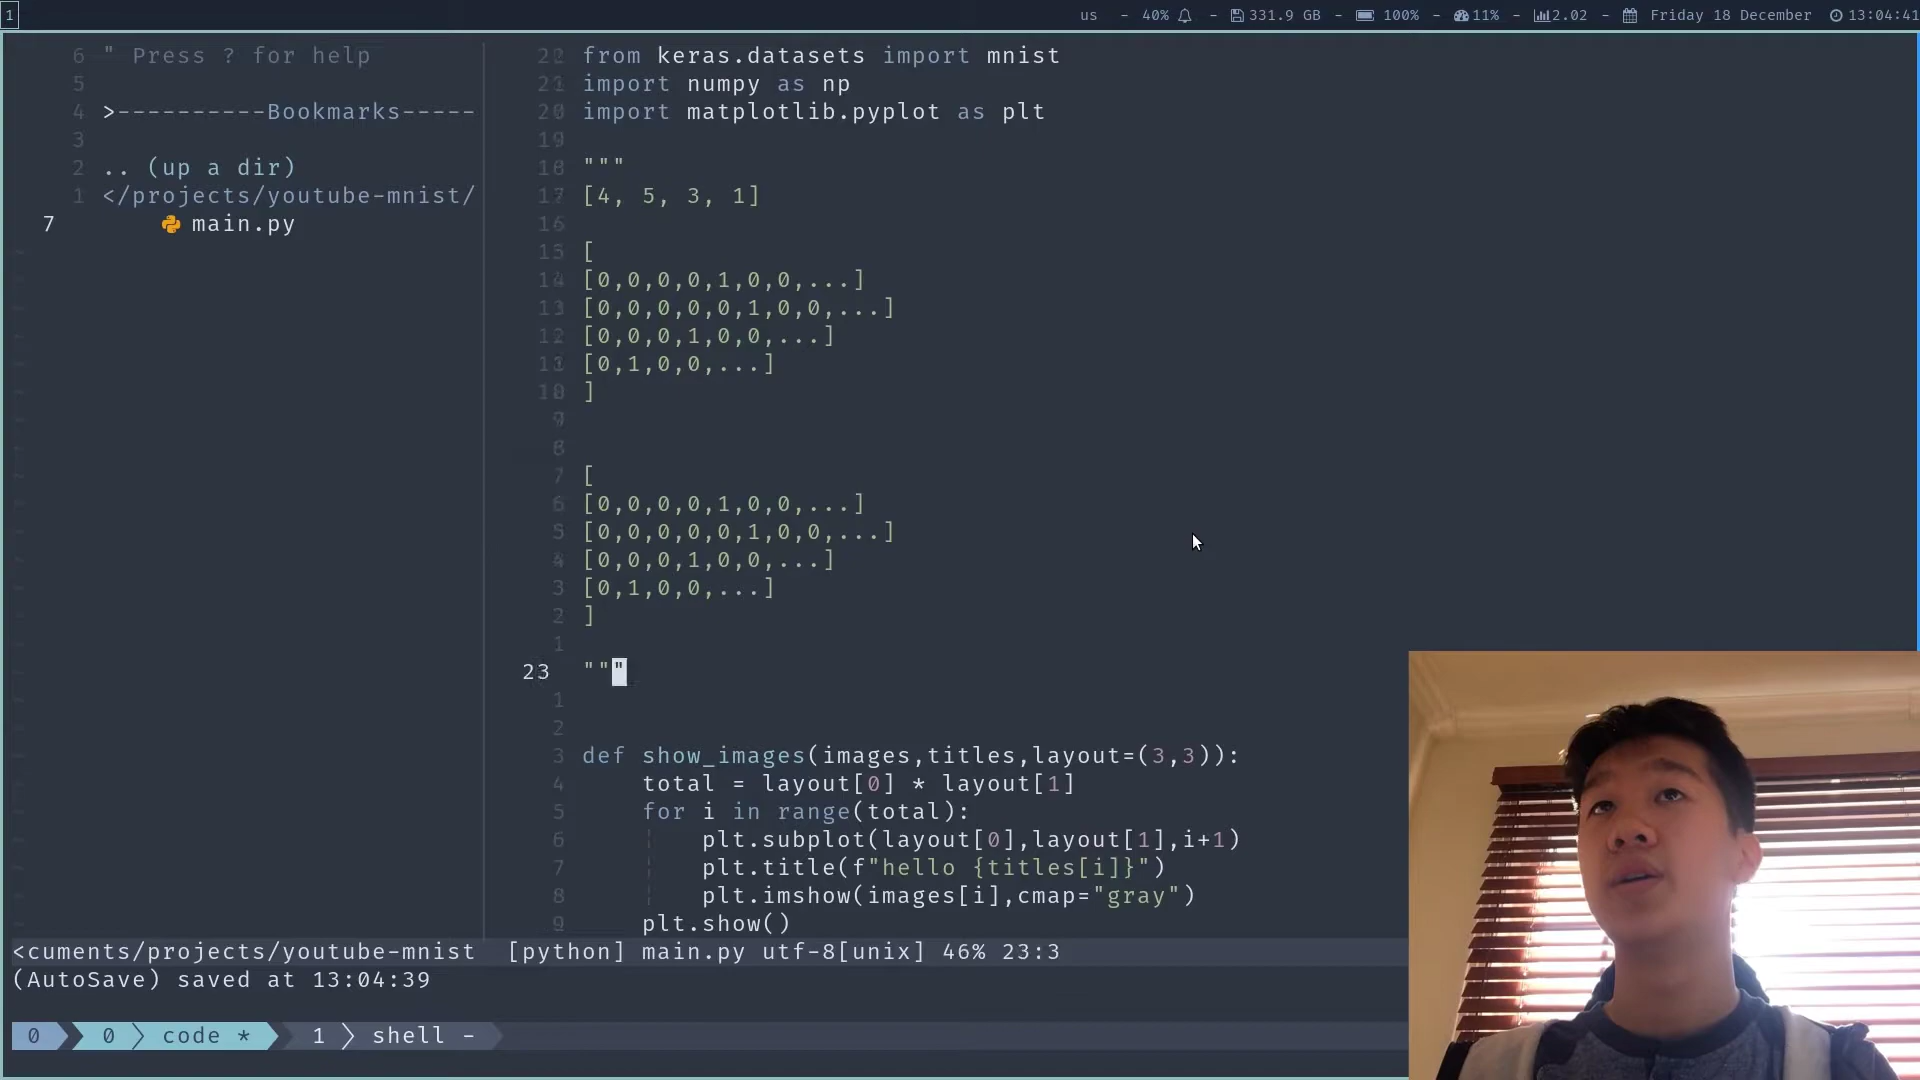 1
us - 40% - 331.9 GB - 100% - 11% - 2.02 - Friday 18 December 13:04:41
6 " Press ? for help
5
4 >----------Bookmarks-----
3
2 .. (up a dir)
1 </projects/youtube-mnist/
7 main.py
from keras.datasets import mnist
import numpy as np
import matplotlib.pyplot as plt
19
18 """
17 [4, 5, 3, 1]
16
15 [
14 [0,0,0,0,1,0,0,...]
13 [0,0,0,0,0,1,0,0,...]
12 [0,0,0,1,0,0,...]
[0,1,0,0,...]
]
7 [
6 [0,0,0,0,1,0,0,...]
5 [0,0,0,0,0,1,0,0,...]
4 [0,0,0,1,0,0,...]
3 [0,1,0,0,...]
2 ]
1
23 """
1
2
3 def show_images(images,titles,layout=(3,3)):
4 total = layout[0] * layout[1]
5 for i in range(total):
6 plt.subplot(layout[0],layout[1],i+1)
7 plt.title(f"hello {titles[i]}")
8 plt.imshow(images[i],cmap="gray")
9 plt.show()
<cuments/projects/youtube-mnist [python] main.py utf-8[unix] 46% 23:3
(AutoSave) saved at 13:04:39
0 0 code * 1 shell -